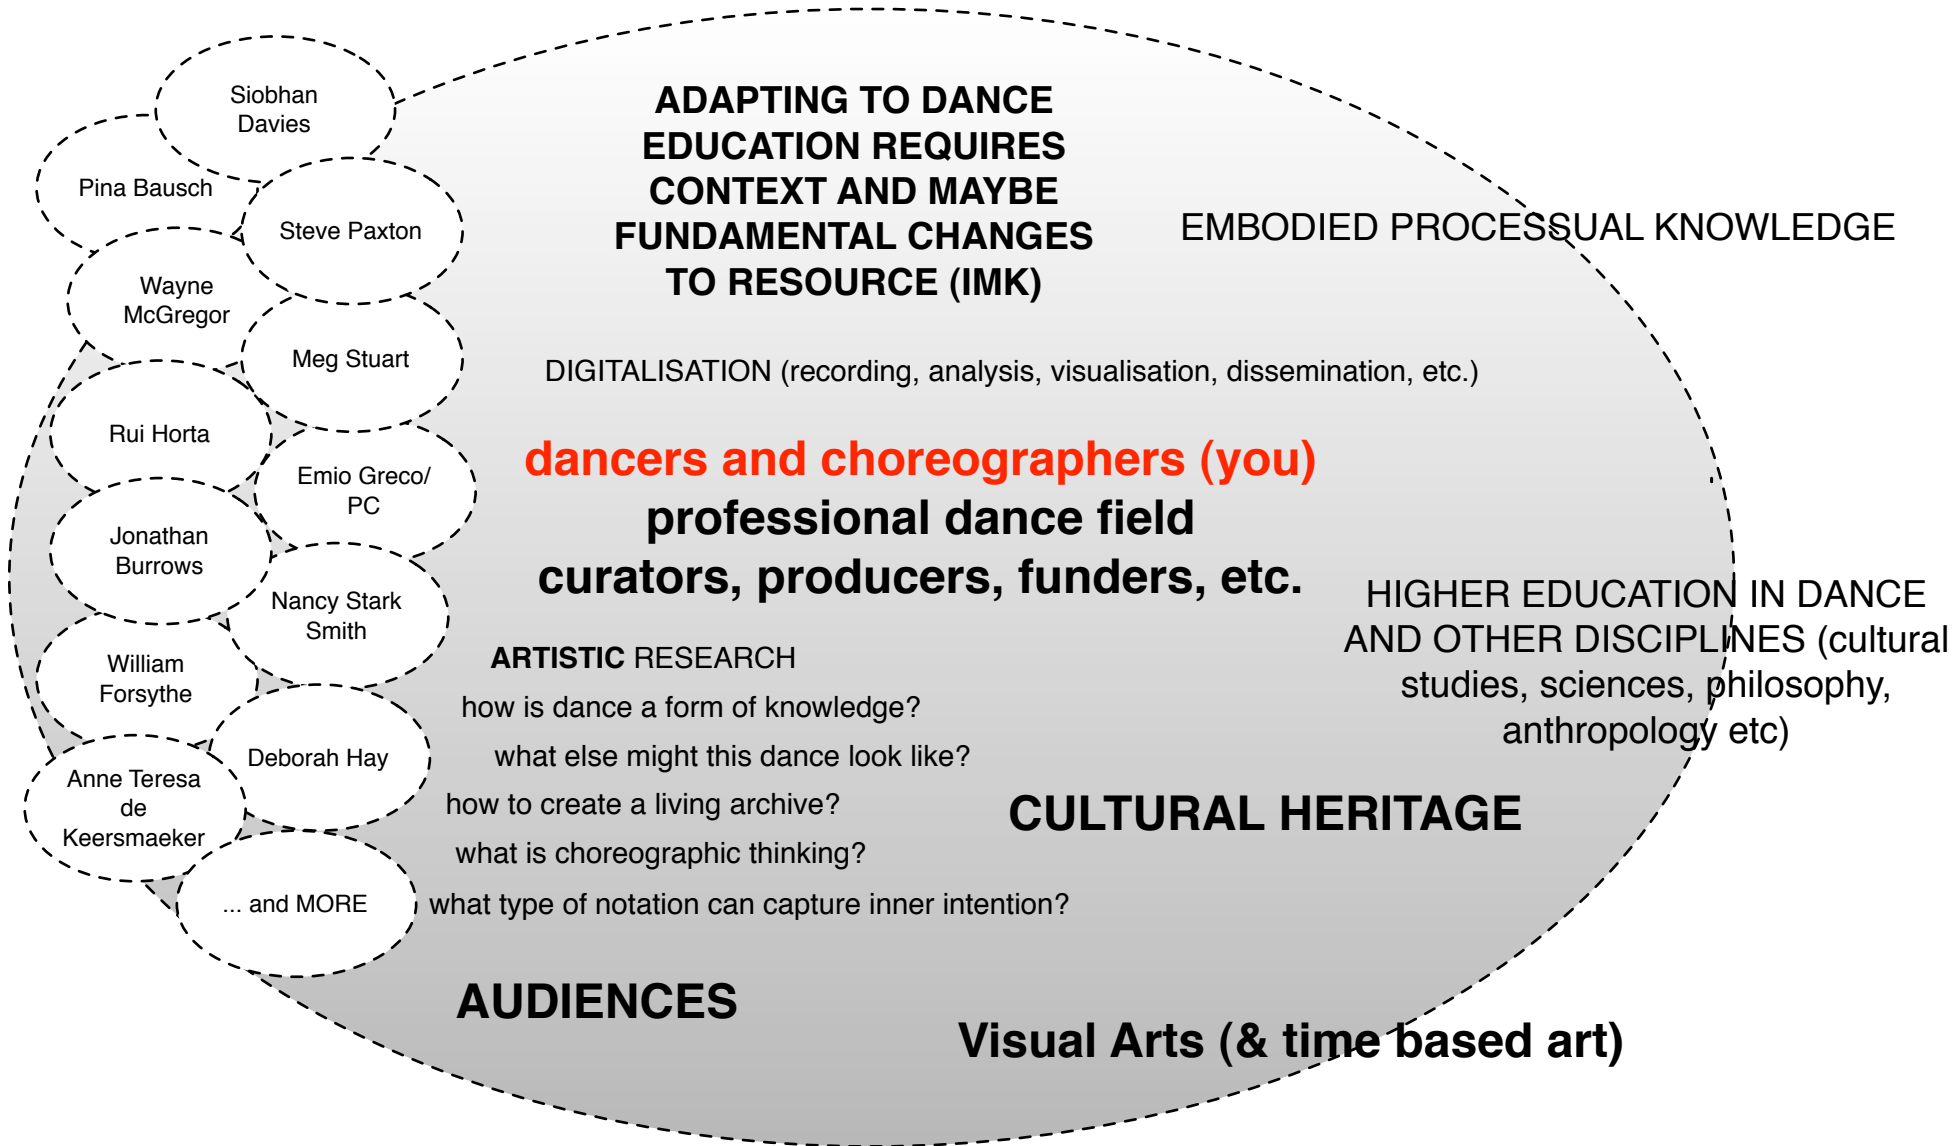 Siobhan
Davies
Pina Bausch
Steve Paxton
Wayne
McGregor
Meg Stuart
Rui Horta
Emio Greco/
PC
Jonathan
Burrows
Nancy Stark
Smith
William
Forsythe
Deborah Hay
Anne Teresa
de
Keersmaeker
... and MORE
ADAPTING TO DANCE
EDUCATION REQUIRES
CONTEXT AND MAYBE
FUNDAMENTAL CHANGES
TO RESOURCE (IMK)
EMBODIED PROCESSUAL KNOWLEDGE
DIGITALISATION (recording, analysis, visualisation, dissemination, etc.)
dancers and choreographers (you)
professional dance field
curators, producers, funders, etc.
HIGHER EDUCATION IN DANCE
AND OTHER DISCIPLINES (cultural
studies, sciences, philosophy,
anthropology etc)
ARTISTIC RESEARCH
how is dance a form of knowledge?
what else might this dance look like?
how to create a living archive?
what is choreographic thinking?
what type of notation can capture inner intention?
CULTURAL HERITAGE
AUDIENCES
Visual Arts (& time based art)